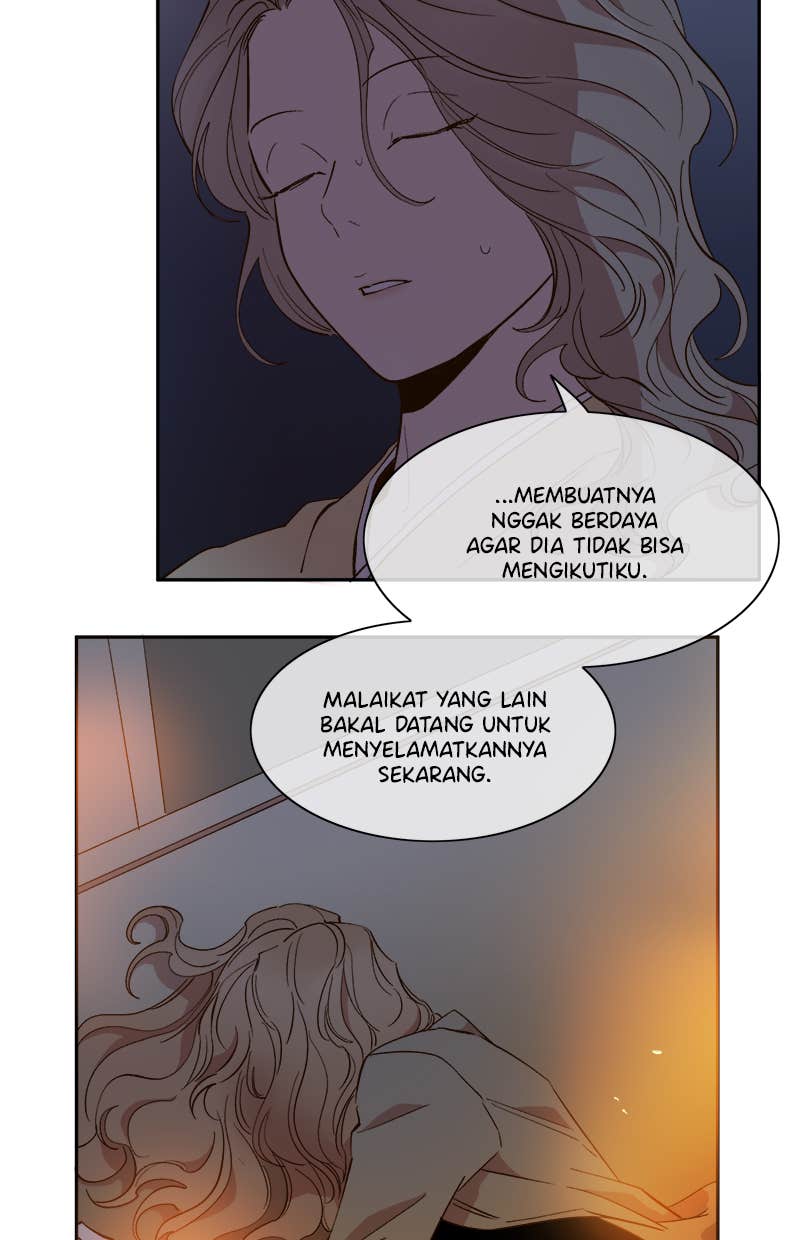 ...MEMBUATNYA
NGGAK BERDAYA
AGAR DIA TIDAK BISA
MENGIKUTIKU.
MALAIKAT YANG LAIN
BAKAL DATANG UNTUK
MENYELAMATKANNYA
SEKARANG.